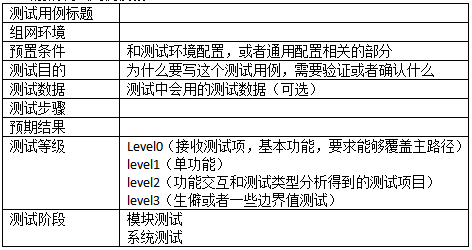 测试用例标题
组网环境
预置条件 和测试环境配置，或者通用配置相关的部分
测试目的 为什么要写这个测试用例，需要验证或者确认什么
测试数据 测试中会用的测试数据（可选）
测试步骤
预期结果
测试等级 Level0（接收测试项，基本功能，要求能够覆盖主路径）
level1（单功能）
level2（功能交互和测试类型分析得到的测试项目）
level3（生僻或者一些边界值测试）
测试阶段 模块测试
系统测试